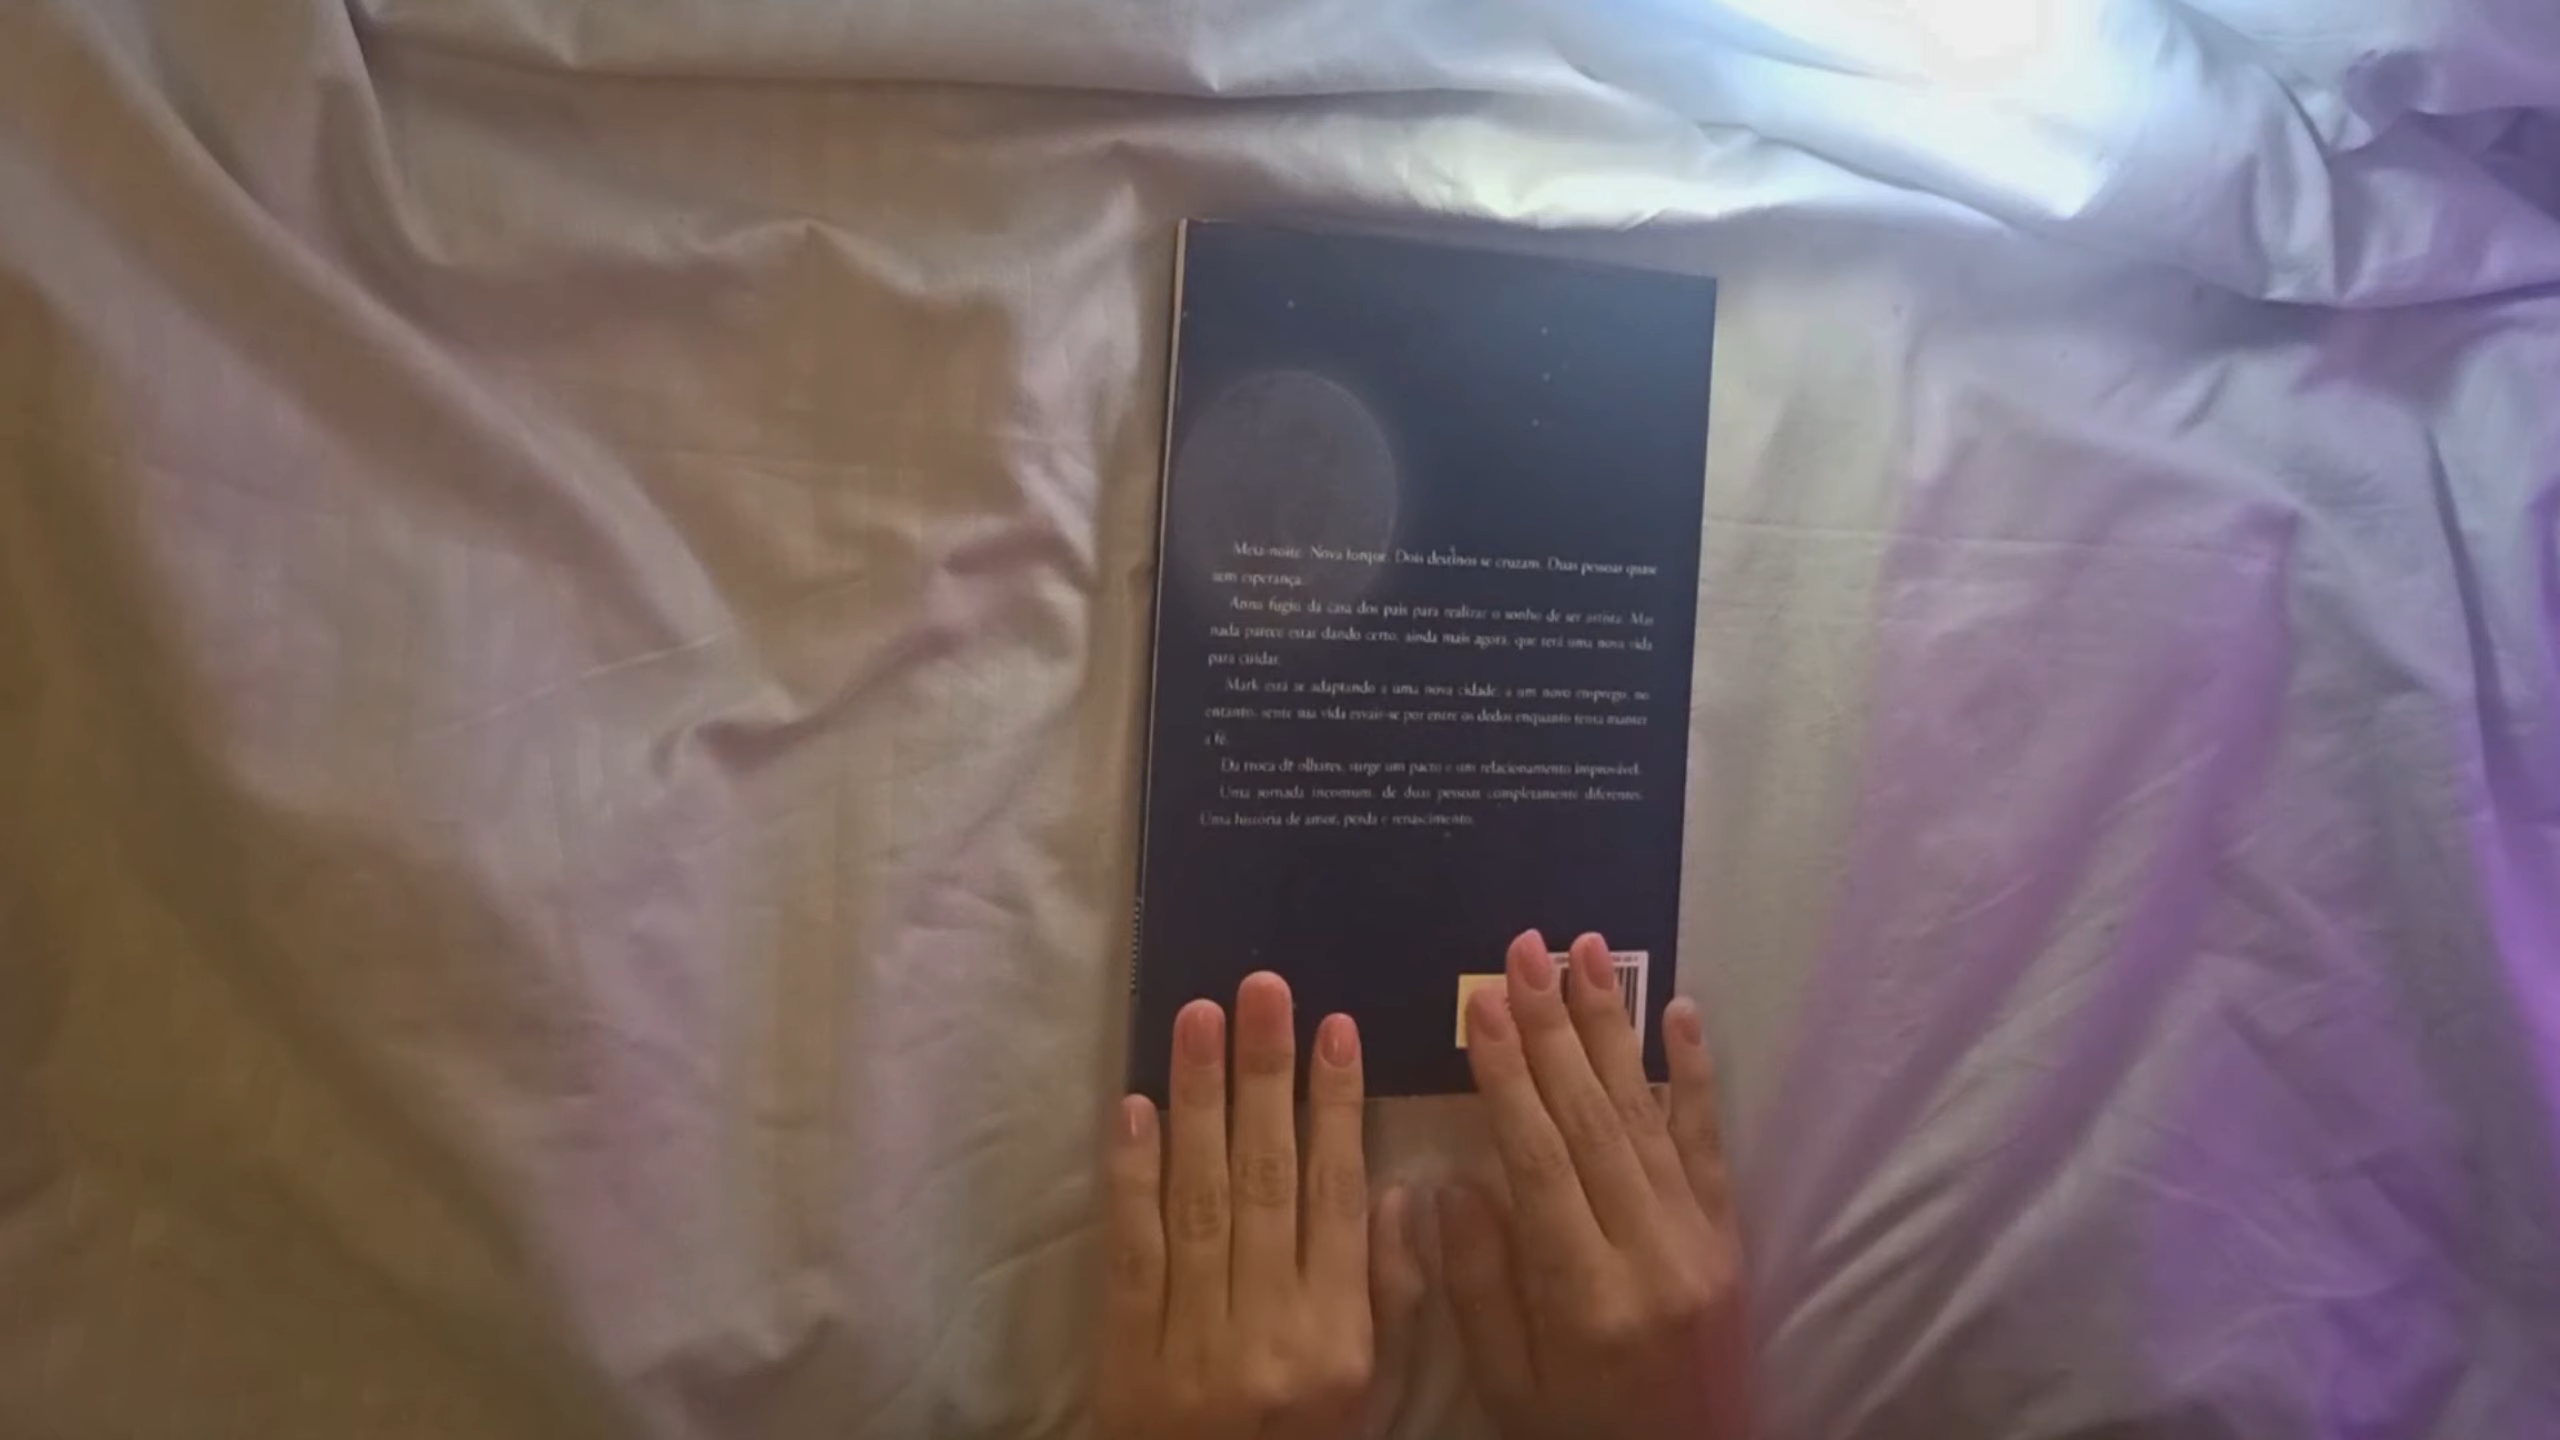 Meia-noite. Nova Iorque. Dois destinos se cruzam. Duas pessoas quase
sem esperança.
Anna fugiu da casa dos pais para realizar o sonho de ser artista. Mas
nada parece estar dando certo, ainda mais agora, que terá uma nova vida
para cuidar.
Mark está se adaptando a uma nova cidade, a um novo emprego, no
entanto, sente sua vida esvair-se por entre os dedos enquanto tenta manter
a fé.
Da troca de olhares, surge um pacto e um relacionamento improvável.
Uma jornada incomum, de duas pessoas completamente diferentes.
Uma história de amor, perda e renascimento.